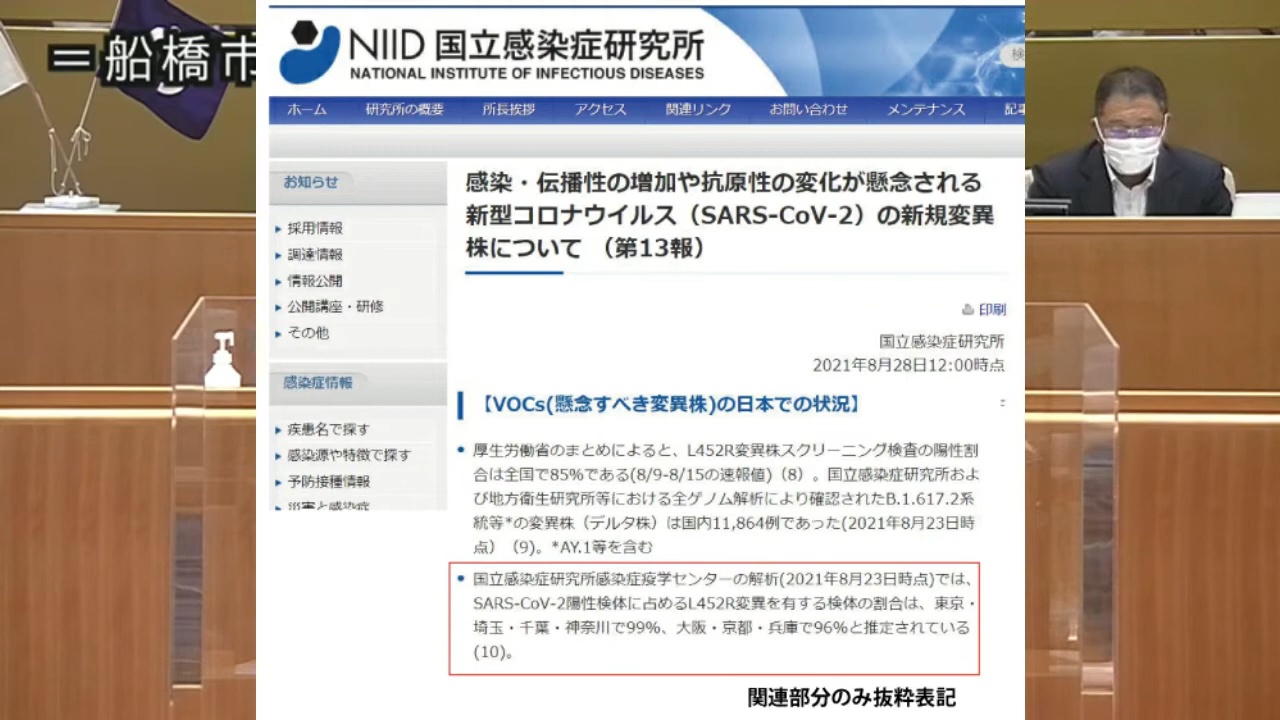 ＝船橋市
NIID 国立感染症研究所
NATIONAL INSTITUTE OF INFECTIOUS DISEASES
検
ホーム 研究所の概要 所長挨拶 アクセス 関連リンク お問い合わせ メンテナンス 記事
お知らせ
採用情報
調達情報
情報公開
公開講座・研修
その他
感染症情報
疾患名で探す
感染源や特徴で探す
予防接種情報
災害と感染症
感染・伝播性の増加や抗原性の変化が懸念される
新型コロナウイルス（SARS-CoV-2）の新規変異
株について （第13報）
印刷
国立感染症研究所
2021年8月28日12:00時点
【VOCs(懸念すべき変異株)の日本での状況】
厚生労働省のまとめによると、L452R変異株スクリーニング検査の陽性割
合は全国で85%である(8/9-8/15の速報値)（8）。国立感染症研究所およ
び地方衛生研究所等における全ゲノム解析により確認されたB.1.617.2系
統等*の変異株（デルタ株）は国内11,864例であった(2021年8月23日時
点）（9)。*AY.1等を含む
国立感染症研究所感染症疫学センターの解析(2021年8月23日時点)では、
SARS-CoV-2陽性検体に占めるL452R変異を有する検体の割合は、東京・
埼玉・千葉・神奈川で99%、大阪・京都・兵庫で96%と推定されている
(10)。
関連部分のみ抜粋表記